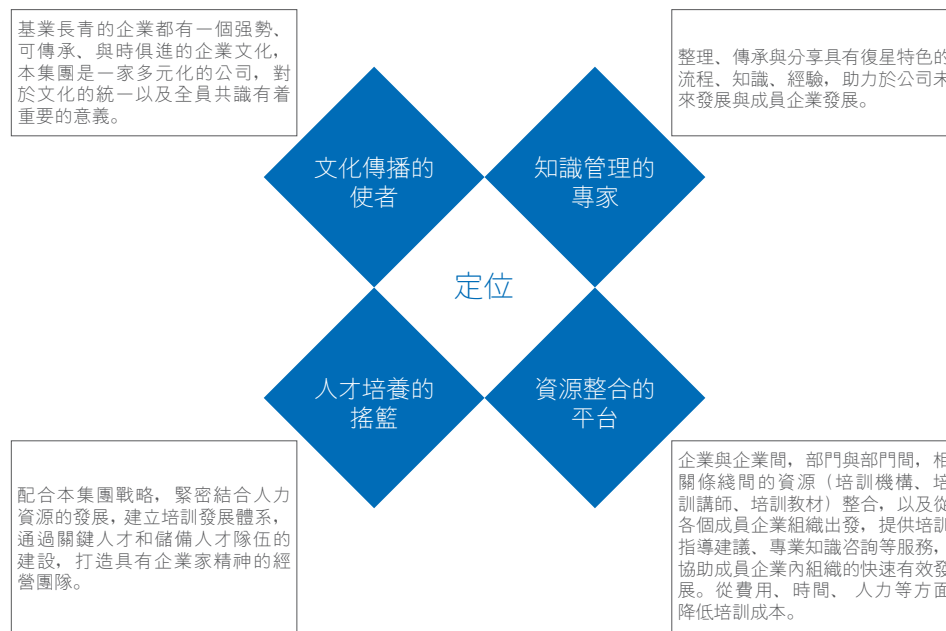 基業長青的企業都有一個强勢、
可傳承、與時俱進的企業文化,
本集團是一家多元化的公司, 對
於文化的統一以及全員共識有着
重要的意義。
整理、傳承與分享具有復星特色的
流程、知識、經驗, 助力於公司未
來發展與成員企業發展。
文化傳播的
使者
知識管理的
專家
定位
人才培養的
搖籃
資源整合的
平台
配合本集團戰略, 緊密結合人力
資源的發展, 建立培訓發展體系,
通過關鍵人才和儲備人才隊伍的
建設, 打造具有企業家精神的經
營團隊。
企業與企業間, 部門與部門間, 相
關條綫間的資源 (培訓機構、培
訓講師、培訓教材) 整合, 以及從
各個成員企業組織出發, 提供培訓
指導建議、專業知識咨詢等服務,
協助成員企業內組織的快速有效發
展。從費用、時間、 人力等方面
降低培訓成本。